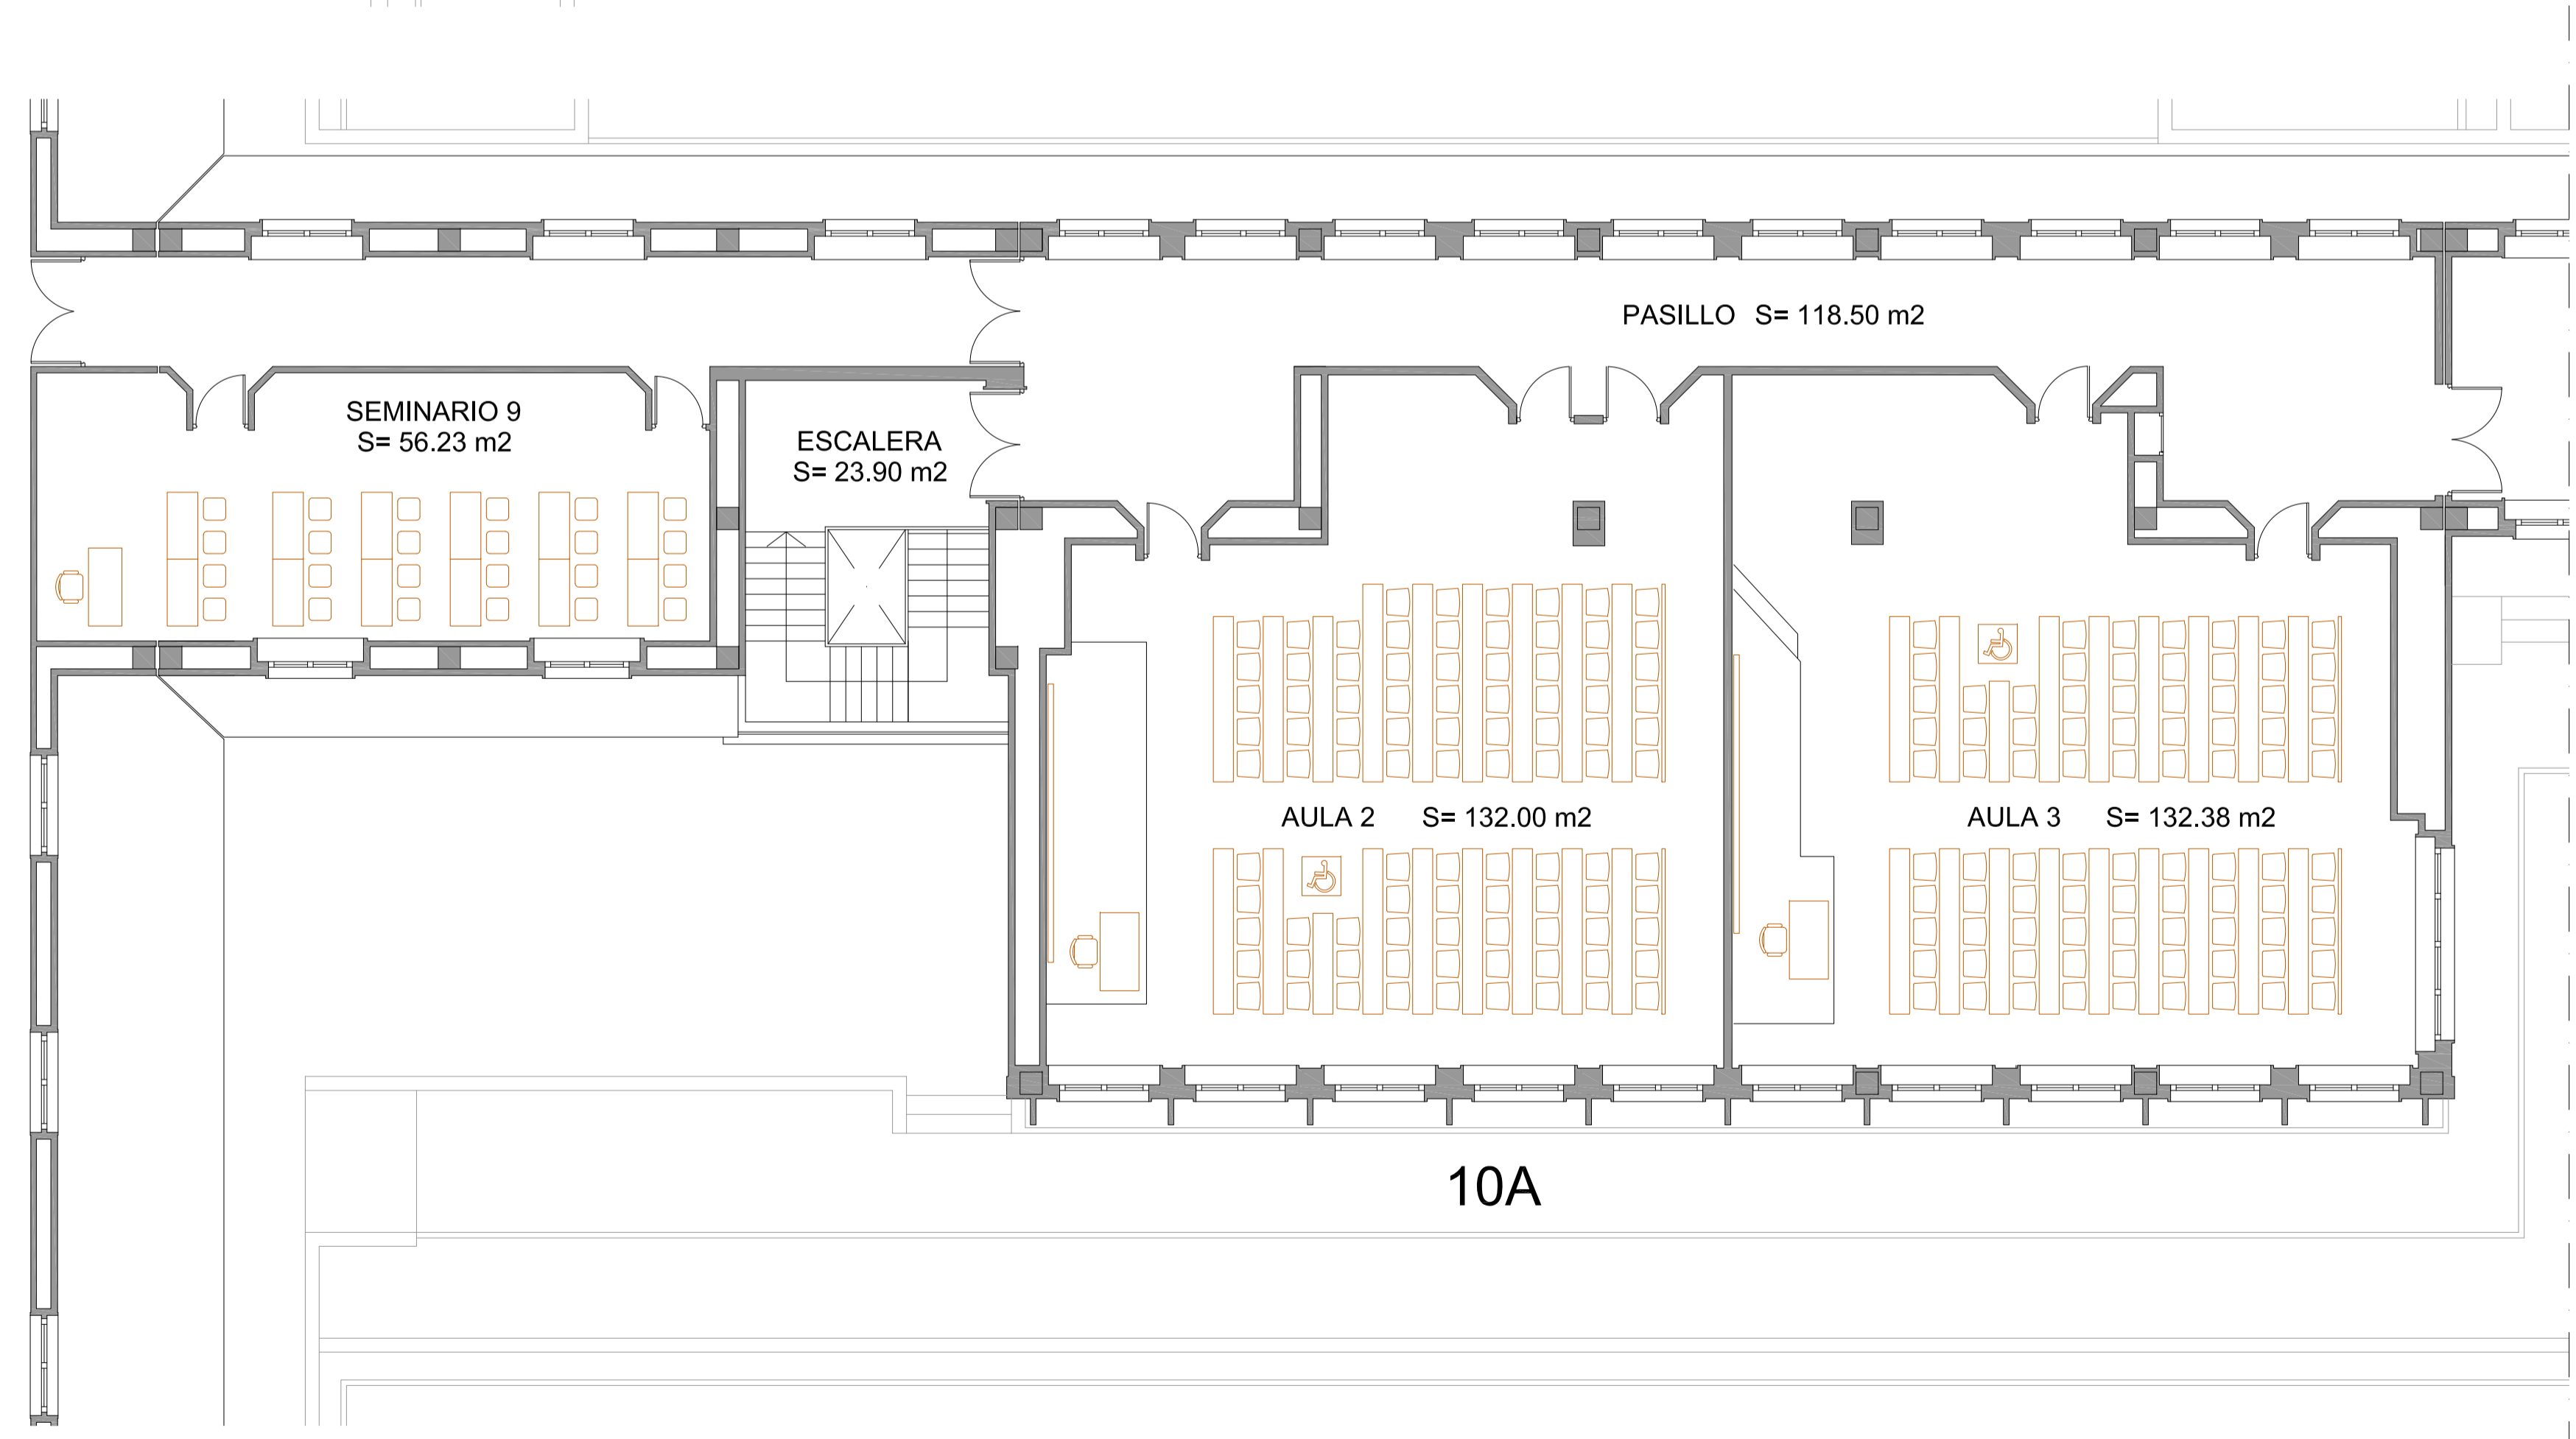 PASILLO S= 118.50 m2
SEMINARIO 9
S= 56.23 m2
ESCALERA
S= 23.90 m2
AULA 2 S= 132.00 m2
AULA 3 S= 132.38 m2
10A